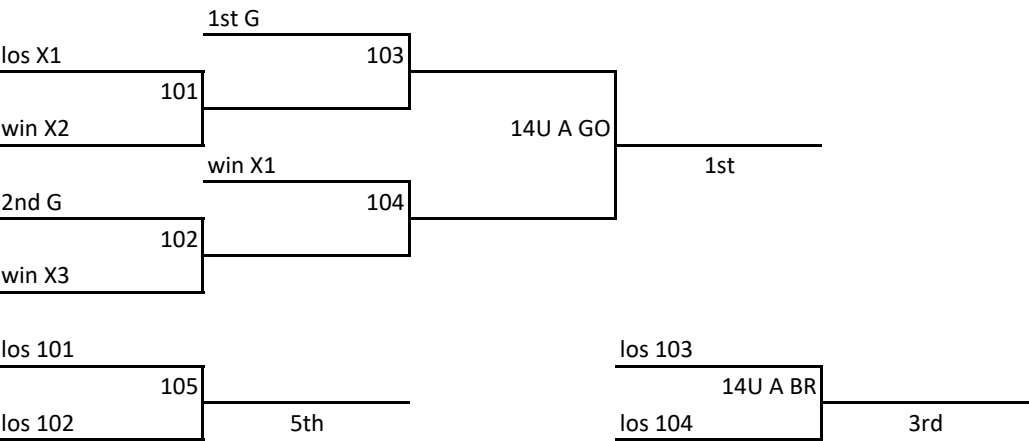 1st G
los X1
103
101
win X2
14U A GO
win X1
1st
2nd G
104
102
win X3
los 101
los 103
105
14U A BR
los 102
5th
los 104
3rd